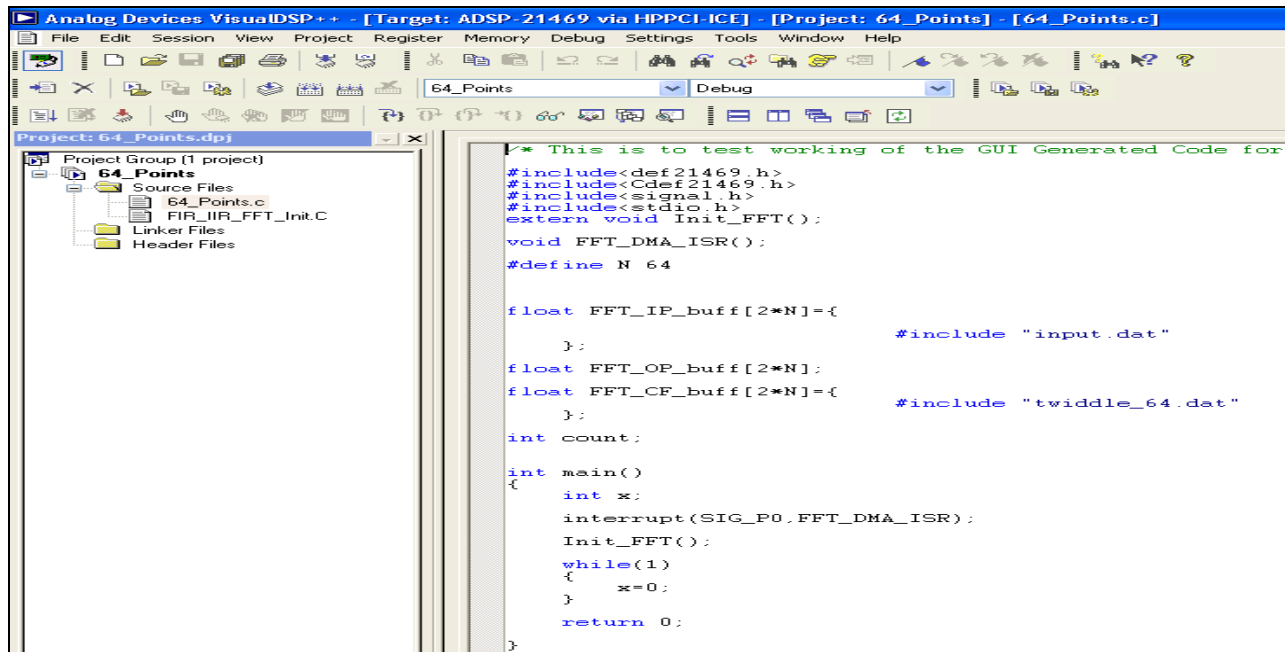 Analog Devices VisualDSP++ - [Target: ADSP-21469 via HPPCI-ICE] - [Project: 64_Points] - [64_Points.c]
File Edit Session View Project Register Memory Debug Settings Tools Window Help
64_Points Debug
Project: 64_Points.dpj
Project Group (1 project)
64_Points
Source Files
64_Points.c
FIR_IIR_FFT_Init.C
Linker Files
Header Files
/* This is to test working of the GUI Generated Code for
#include<def21469.h>
#include<Cdef21469.h>
#include<signal.h>
#include<stdio.h>
extern void Init_FFT();
void FFT_DMA_ISR();
#define N 64
float FFT_IP_buff[2*N]={
#include "input.dat"
};
float FFT_OP_buff[2*N];
float FFT_CF_buff[2*N]={
#include "twiddle_64.dat"
};
int count;
int main()
{
int x;
interrupt(SIG_P0,FFT_DMA_ISR);
Init_FFT();
while(1)
{
x=0;
}
return 0;
}